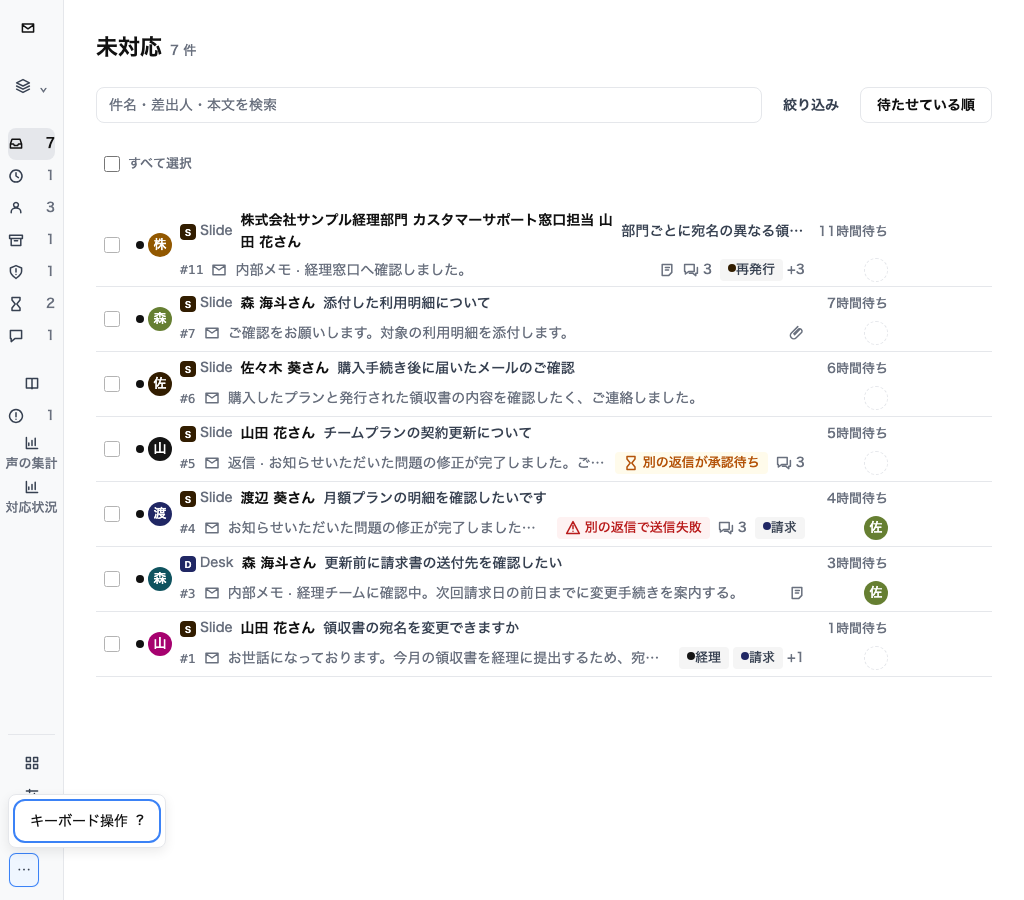 未対応 7 件
件名・差出人・本文を検索
絞り込み
待たせている順
すべて選択
7
1
3
1
1
2
1
1
声の集計
対応状況
株
S Slide 株式会社サンプル経理部門 カスタマーサポート窓口担当 山
田 花さん
部門ごとに宛名の異なる領…
11時間待ち
#11 内部メモ · 経理窓口へ確認しました。
3 再発行 +3
森
S Slide 森 海斗さん 添付した利用明細について 7時間待ち
#7 ご確認をお願いします。対象の利用明細を添付します。
佐
S Slide 佐々木 葵さん 購入手続き後に届いたメールのご確認 6時間待ち
#6 購入したプランと発行された領収書の内容を確認したく、ご連絡しました。
山
S Slide 山田 花さん チームプランの契約更新について 5時間待ち
#5 返信 · お知らせいただいた問題の修正が完了しました。ご… 別の返信が承認待ち 3
渡
S Slide 渡辺 葵さん 月額プランの明細を確認したいです 4時間待ち
#4 お知らせいただいた問題の修正が完了しました… 別の返信で送信失敗 3 請求 佐
森
D Desk 森 海斗さん 更新前に請求書の送付先を確認したい 3時間待ち
#3 内部メモ · 経理チームに確認中。次回請求日の前日までに変更手続きを案内する。 佐
山
S Slide 山田 花さん 領収書の宛名を変更できますか 1時間待ち
#1 お世話になっております。今月の領収書を経理に提出するため、宛… 経理 請求 +1
キーボード操作 ?